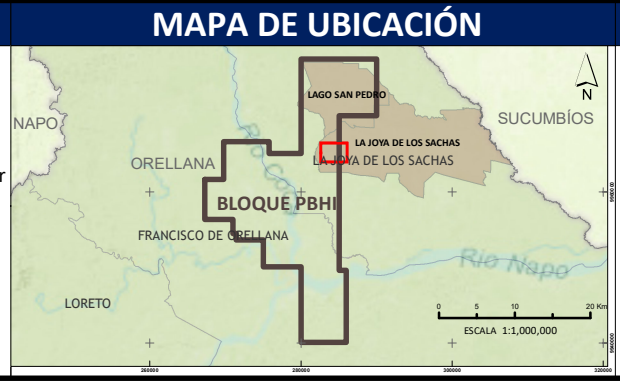 MAPA DE UBICACIÓN
LAGO SAN PEDRO
N
NAPO
SUCUMBÍOS
LA JOYA DE LOS SACHAS
ORELLANA
LA JOYA DE LOS SACHAS
r
Rio Coca
BLOQUE PBHI
FRANCISCO DE ORELLANA
Rio Napo
LORETO
0 5 10 20 Km
ESCALA 1:1,000,000
260000 280000 300000 320000